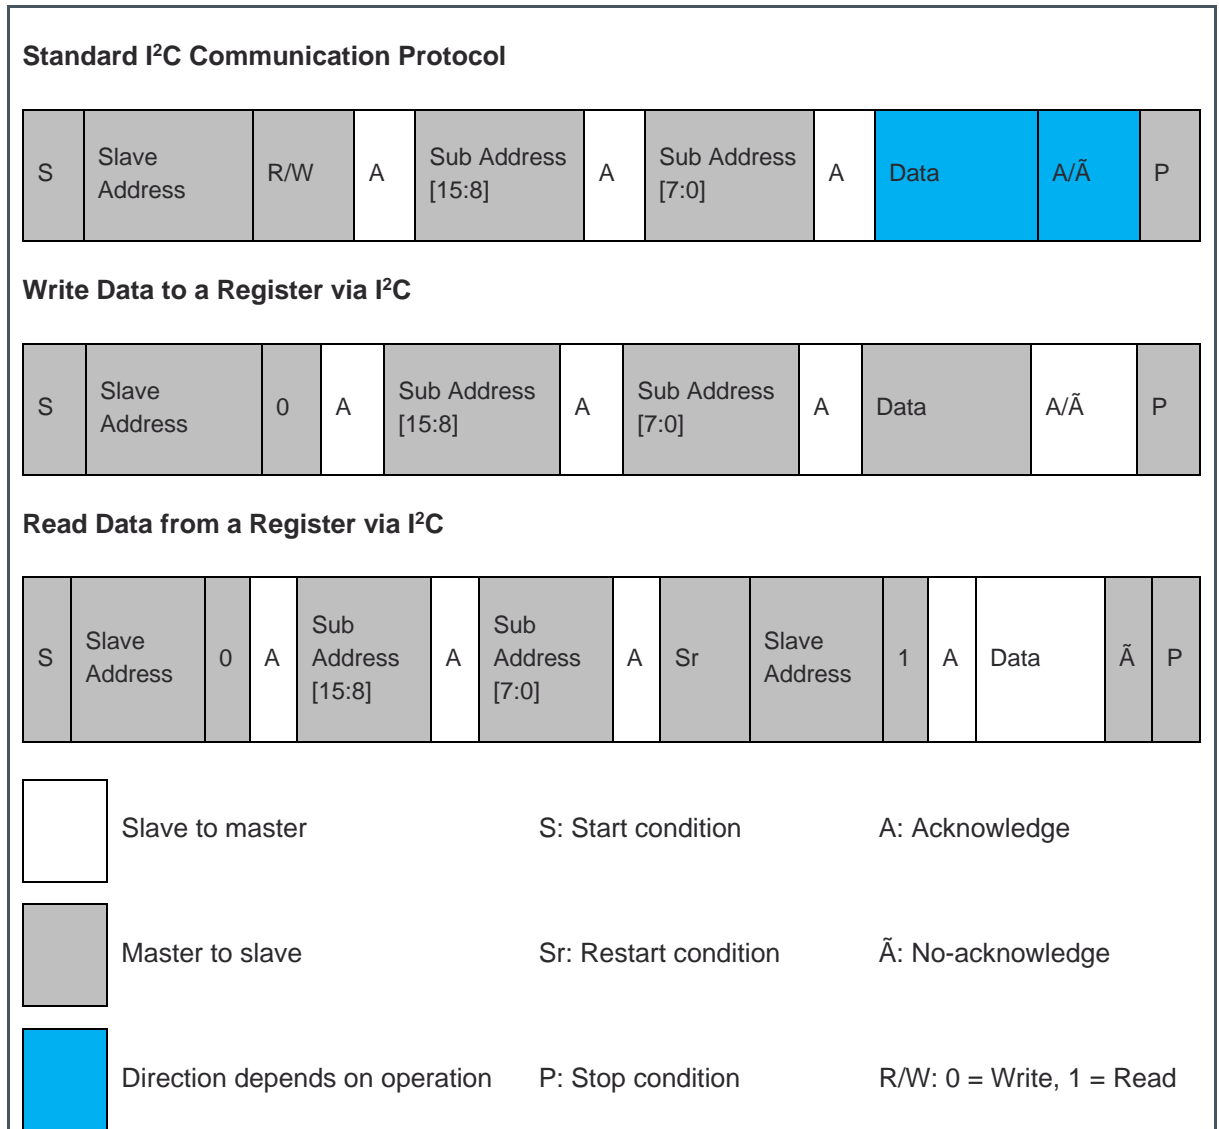 Standard I²C Communication Protocol
S Slave Address R/W A Sub Address [15:8] A Sub Address [7:0] A Data A/Ã P
Write Data to a Register via I²C
S Slave Address 0 A Sub Address [15:8] A Sub Address [7:0] A Data A/Ã P
Read Data from a Register via I²C
S Slave Address 0 A Sub Address [15:8] A Sub Address [7:0] A Sr Slave Address 1 A Data Ã P
Slave to master S: Start condition A: Acknowledge
Master to slave Sr: Restart condition Ã: No-acknowledge
Direction depends on operation P: Stop condition R/W: 0 = Write, 1 = Read